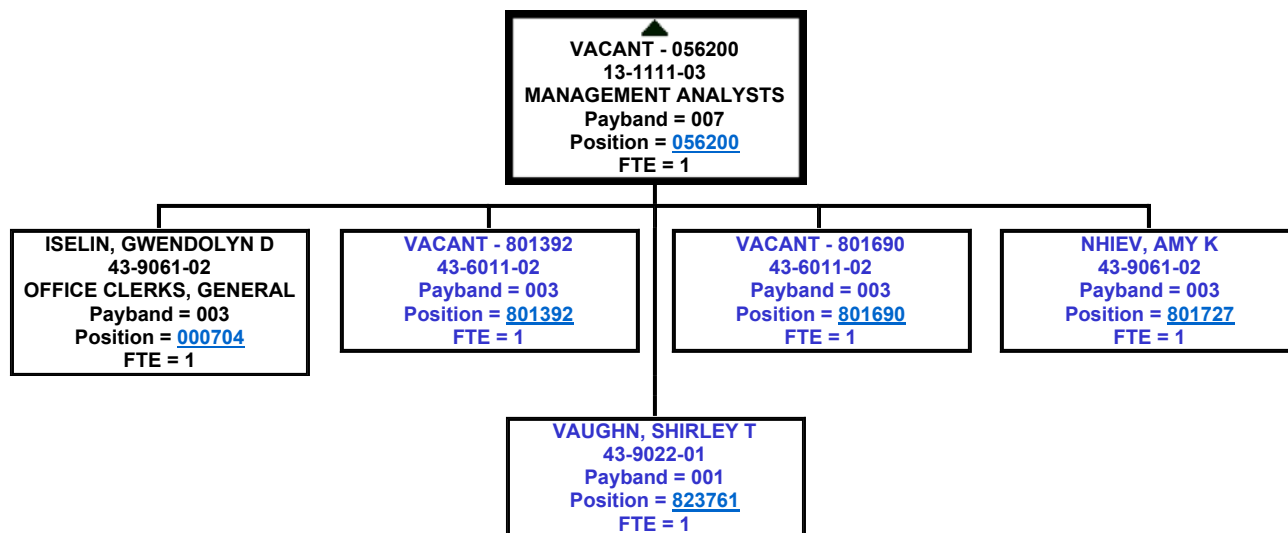 VACANT - 056200
13-1111-03
MANAGEMENT ANALYSTS
Payband = 007
Position = 056200
FTE = 1
ISELIN, GWENDOLYN D
43-9061-02
OFFICE CLERKS, GENERAL
Payband = 003
Position = 000704
FTE = 1
VACANT - 801392
43-6011-02
Payband = 003
Position = 801392
FTE = 1
VACANT - 801690
43-6011-02
Payband = 003
Position = 801690
FTE = 1
NHIEV, AMY K
43-9061-02
Payband = 003
Position = 801727
FTE = 1
VAUGHN, SHIRLEY T
43-9022-01
Payband = 001
Position = 823761
FTE = 1